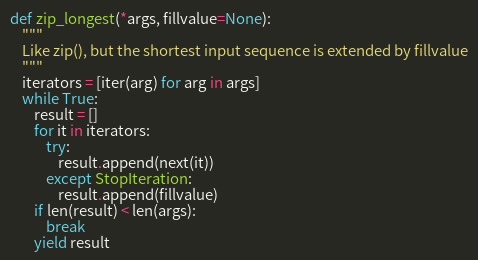 def zip_longest(*args, fillvalue=None):
    """
    Like zip(), but the shortest input sequence is extended by fillvalue
    """
    iterators = [iter(arg) for arg in args]
    while True:
        result = []
        for it in iterators:
            try:
                result.append(next(it))
            except StopIteration:
                result.append(fillvalue)
        if len(result) < len(args):
            break
        yield result